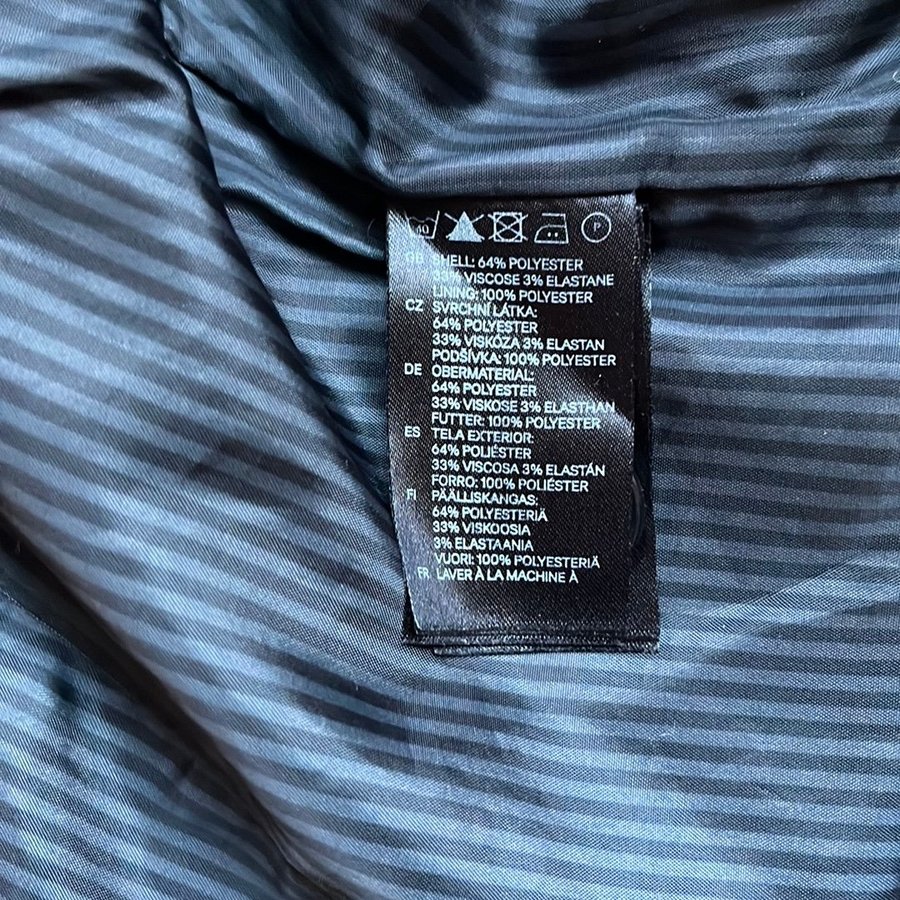 40
P
GB SHELL: 64% POLYESTER
33% VISCOSE 3% ELASTANE
LINING: 100% POLYESTER
CZ SVRCHNÍ LÁTKA:
64% POLYESTER
33% VISKÓZA 3% ELASTAN
PODŠÍVKA: 100% POLYESTER
DE OBERMATERIAL:
64% POLYESTER
33% VISKOSE 3% ELASTHAN
FUTTER: 100% POLYESTER
ES TELA EXTERIOR:
64% POLIÉSTER
33% VISCOSA 3% ELASTÁN
FORRO: 100% POLIÉSTER
FI PÄÄLLISKANGAS:
64% POLYESTERIÄ
33% VISKOOSIA
3% ELASTAANIA
VUORI: 100% POLYESTERIÄ
FR LAVER À LA MACHINE À